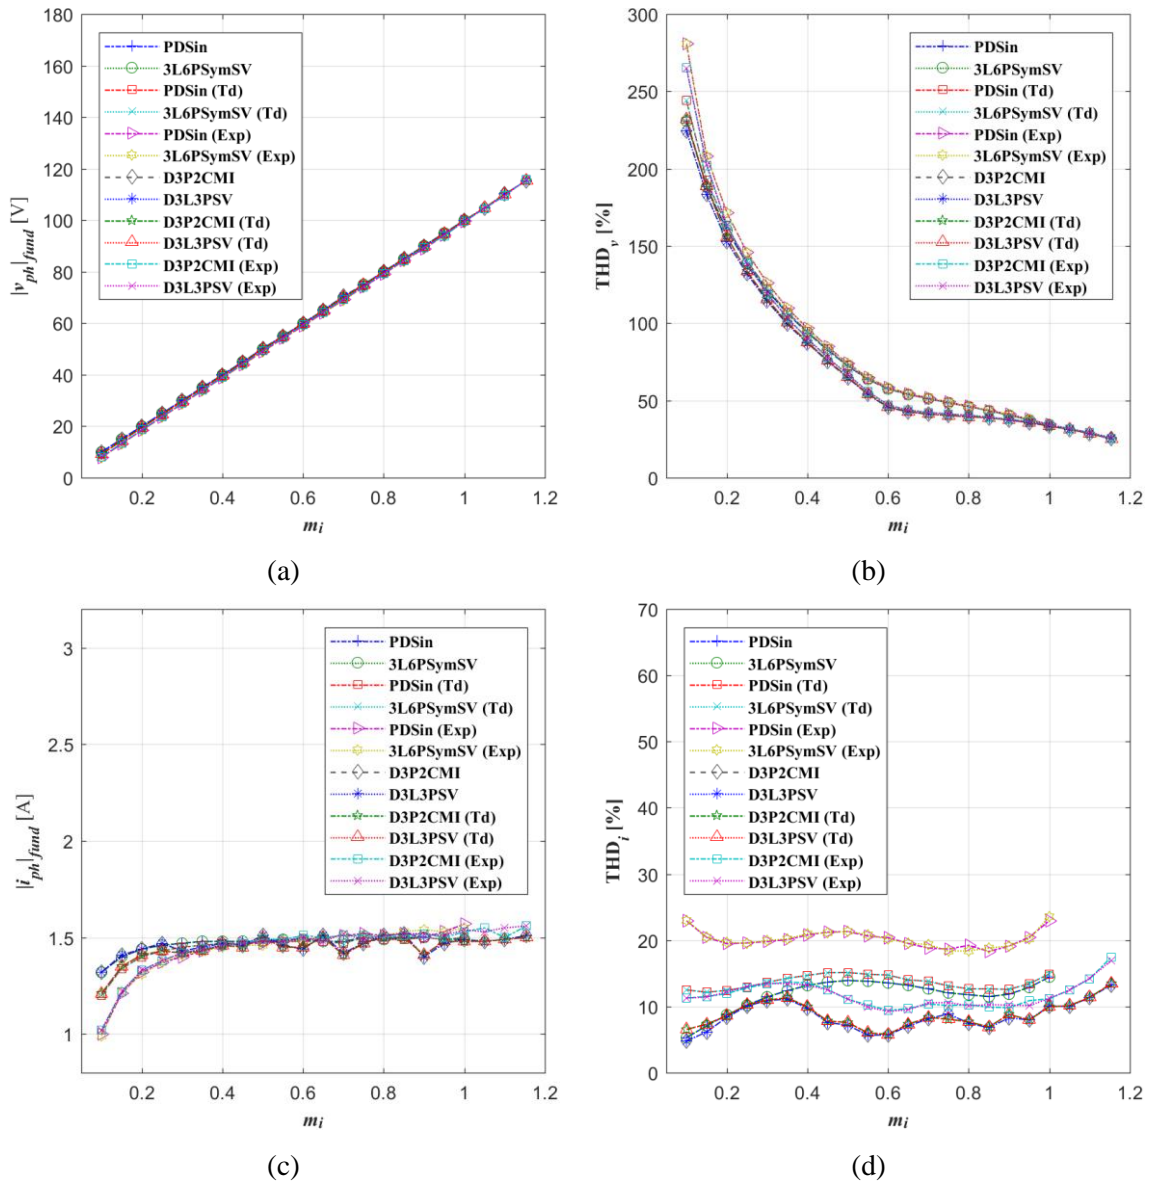 180
160
140
120
100
80
60
40
20
0
|v_ph|_fund [V]
PDSin
3L6PSymSV
PDSin (Td)
3L6PSymSV (Td)
PDSin (Exp)
3L6PSymSV (Exp)
D3P2CMI
D3L3PSV
D3P2CMI (Td)
D3L3PSV (Td)
D3P2CMI (Exp)
D3L3PSV (Exp)
0.2 0.4 0.6 0.8 1 1.2
m_i
(a)
300
250
200
150
100
50
0
THD_v [%]
PDSin
3L6PSymSV
PDSin (Td)
3L6PSymSV (Td)
PDSin (Exp)
3L6PSymSV (Exp)
D3P2CMI
D3L3PSV
D3P2CMI (Td)
D3L3PSV (Td)
D3P2CMI (Exp)
D3L3PSV (Exp)
0.2 0.4 0.6 0.8 1 1.2
m_i
(b)
3
2.5
2
1.5
1
|i_ph|_fund [A]
PDSin
3L6PSymSV
PDSin (Td)
3L6PSymSV (Td)
PDSin (Exp)
3L6PSymSV (Exp)
D3P2CMI
D3L3PSV
D3P2CMI (Td)
D3L3PSV (Td)
D3P2CMI (Exp)
D3L3PSV (Exp)
0.2 0.4 0.6 0.8 1 1.2
m_i
(c)
70
60
50
40
30
20
10
0
THD_i [%]
PDSin
3L6PSymSV
PDSin (Td)
3L6PSymSV (Td)
PDSin (Exp)
3L6PSymSV (Exp)
D3P2CMI
D3L3PSV
D3P2CMI (Td)
D3L3PSV (Td)
D3P2CMI (Exp)
D3L3PSV (Exp)
0.2 0.4 0.6 0.8 1 1.2
m_i
(d)